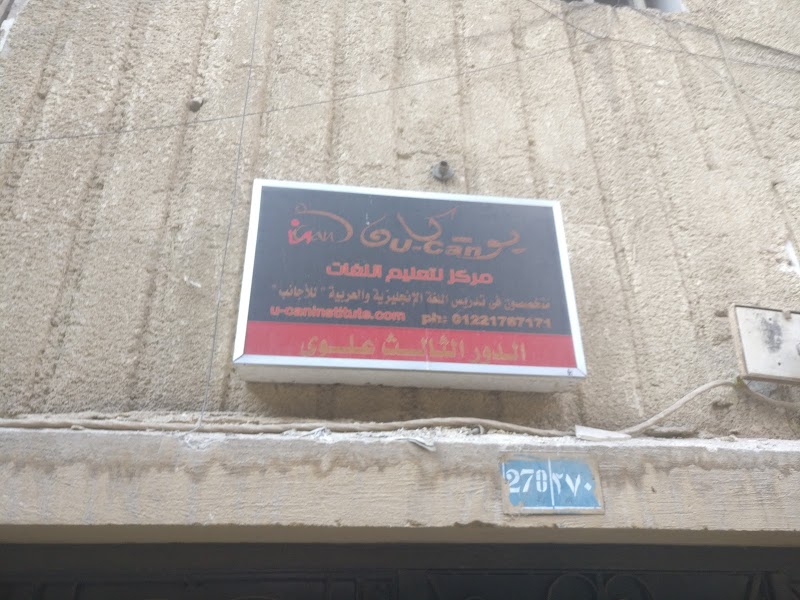 يو كان
U-can
مركز لتعليم اللغات
متخصصون فى تدريس اللغة الإنجليزية والعربية " للأجانب "
u-caninstitute.com ph: 01221767171
الدور الثالث علوى
270 ٢٧٠